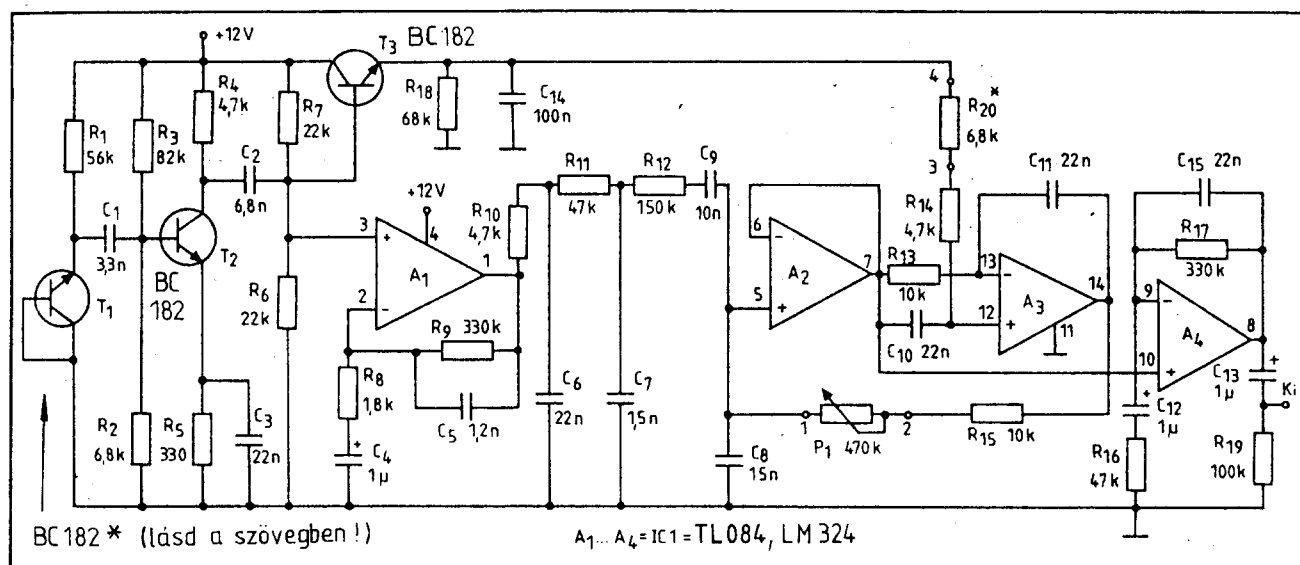 +12V
T3
BC 182
R4
4,7k
R7
22k
R18
68k
C14
100n
4
R20*
6,8k
R1
56k
R3
82k
C2
6,8n
R11
47k
R12
150k
C9
10n
3
C11 22n
C15 22n
+12V
4
R10
4,7k
R14
4,7k
C1
3,3n
T2
BC
182
3
+
A1
1
2
-
6
-
A2
7
5
+
R13
10k
13
-
14
A3
12
+
11
C10 22n
R17
330k
9
-
A4
8
10
+
T1
R6
22k
R9 330k
R8
1,8k
C5 1,2n
C6
22n
C7
1,5n
+
C13
1µ
Ki
R2
6,8k
R5
330
C3
22n
+
C4
1µ
C8
15n
1
P1 470k
2
R15 10k
+
C12
1µ
R16
47k
R19
100k
BC 182 * (lásd a szövegben !)
A1... A4 = IC1 = TL084, LM 324